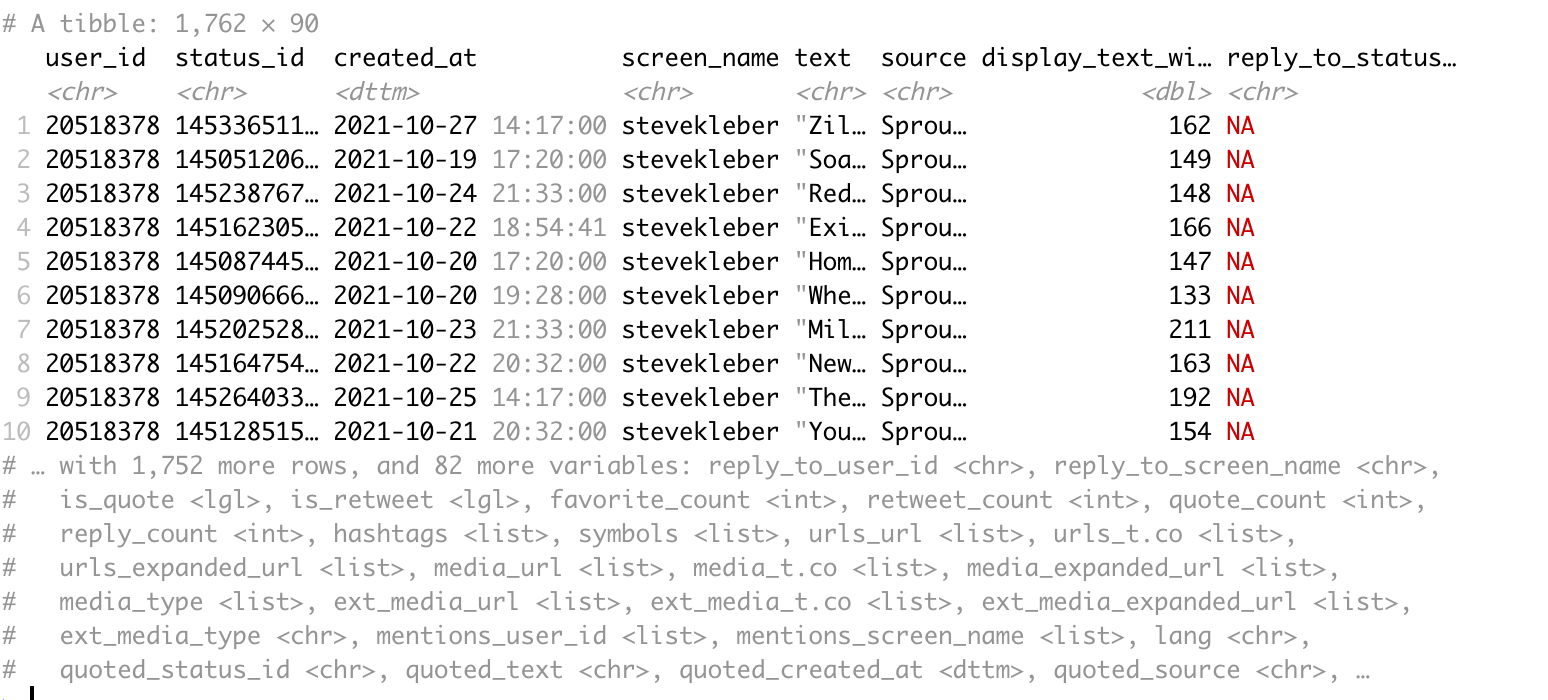 # A tibble: 1,762 × 90
user_id status_id created_at screen_name text source display_text_wi… reply_to_status…
<chr> <chr> <dttm> <chr> <chr> <chr> <dbl> <chr>
1 20518378 145336511… 2021-10-27 14:17:00 stevekleber "Zil… Sprou… 162 NA
2 20518378 145051206… 2021-10-19 17:20:00 stevekleber "Soa… Sprou… 149 NA
3 20518378 145238767… 2021-10-24 21:33:00 stevekleber "Red… Sprou… 148 NA
4 20518378 145162305… 2021-10-22 18:54:41 stevekleber "Exi… Sprou… 166 NA
5 20518378 145087445… 2021-10-20 17:20:00 stevekleber "Hom… Sprou… 147 NA
6 20518378 145090666… 2021-10-20 19:28:00 stevekleber "Whe… Sprou… 133 NA
7 20518378 145202528… 2021-10-23 21:33:00 stevekleber "Mil… Sprou… 211 NA
8 20518378 145164754… 2021-10-22 20:32:00 stevekleber "New… Sprou… 163 NA
9 20518378 145264033… 2021-10-25 14:17:00 stevekleber "The… Sprou… 192 NA
10 20518378 145128515… 2021-10-21 20:32:00 stevekleber "You… Sprou… 154 NA
# … with 1,752 more rows, and 82 more variables: reply_to_user_id <chr>, reply_to_screen_name <chr>,
# is_quote <lgl>, is_retweet <lgl>, favorite_count <int>, retweet_count <int>, quote_count <int>,
# reply_count <int>, hashtags <list>, symbols <list>, urls_url <list>, urls_t.co <list>,
# urls_expanded_url <list>, media_url <list>, media_t.co <list>, media_expanded_url <list>,
# media_type <list>, ext_media_url <list>, ext_media_t.co <list>, ext_media_expanded_url <list>,
# ext_media_type <chr>, mentions_user_id <list>, mentions_screen_name <list>, lang <chr>,
# quoted_status_id <chr>, quoted_text <chr>, quoted_created_at <dttm>, quoted_source <chr>, …